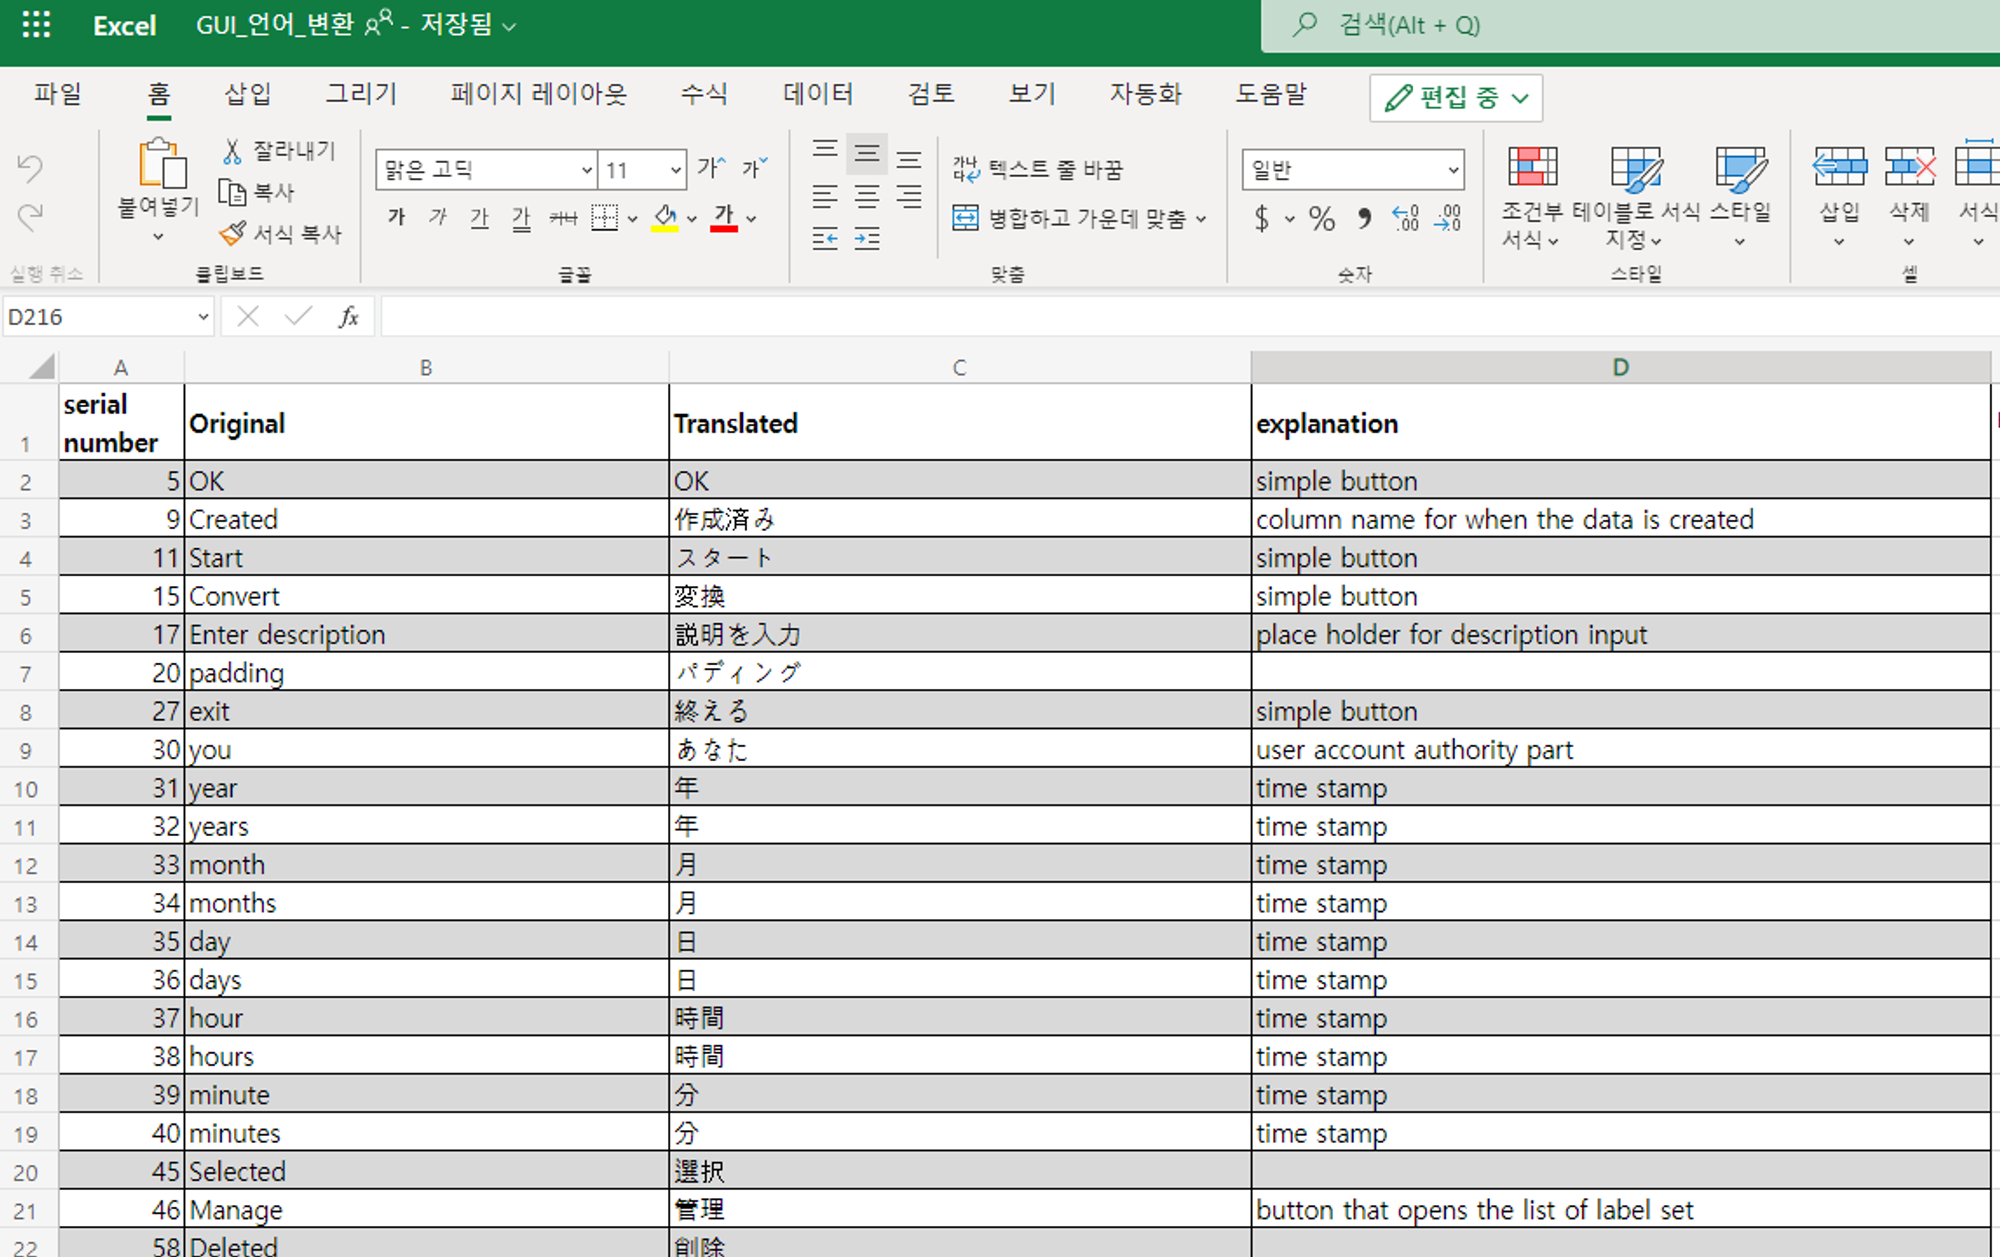 Excel GUI_언어_변환 - 저장됨 검색(Alt + Q)
파일 홈 삽입 그리기 페이지 레이아웃 수식 데이터 검토 보기 자동화 도움말 편집 중
잘라내기
맑은 고딕 11 가 가 텍스트 줄 바꿈 일반
붙여넣기 복사
조건부 테이블로 서식 스타일 삽입 삭제 서식
가 가 가 가 가나 가 병합하고 가운데 맞춤 $ % , .00 .00
서식 복사 서식 지정
실행 취소 클립보드 글꼴 맞춤 숫자 스타일 셀
D216 fx
A B C D
1 serial number Original Translated explanation
2 5 OK OK simple button
3 9 Created 作成済み column name for when the data is created
4 11 Start スタート simple button
5 15 Convert 変換 simple button
6 17 Enter description 説明を入力 place holder for description input
7 20 padding パディング
8 27 exit 終える simple button
9 30 you あなた user account authority part
10 31 year 年 time stamp
11 32 years 年 time stamp
12 33 month 月 time stamp
13 34 months 月 time stamp
14 35 day 日 time stamp
15 36 days 日 time stamp
16 37 hour 時間 time stamp
17 38 hours 時間 time stamp
18 39 minute 分 time stamp
19 40 minutes 分 time stamp
20 45 Selected 選択
21 46 Manage 管理 button that opens the list of label set
22 58 Deleted 削除